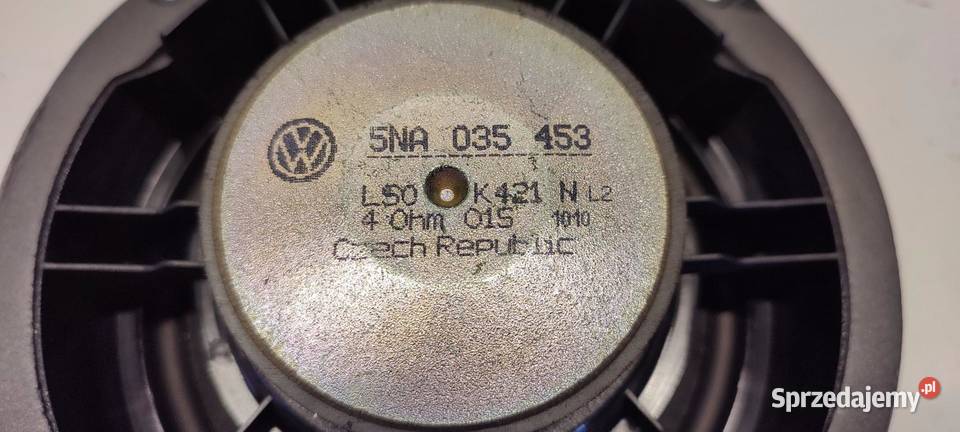 5NA 035 453
L50 K421 N L2
4 Ohm 015 1010
Czech Republic
Sprzedajemy.pl